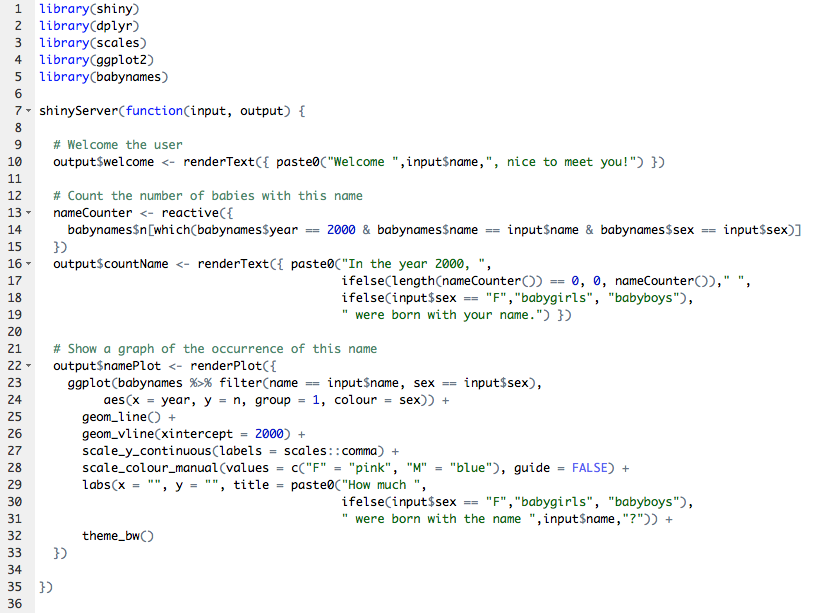 1 library(shiny)
2 library(dplyr)
3 library(scales)
4 library(ggplot2)
5 library(babynames)
6
7 shinyServer(function(input, output) {
8
9   # Welcome the user
10   output$welcome <- renderText({ paste0("Welcome ",input$name,", nice to meet you!") })
11
12   # Count the number of babies with this name
13   nameCounter <- reactive({
14     babynames$n[which(babynames$year == 2000 & babynames$name == input$name & babynames$sex == input$sex)]
15   })
16   output$countName <- renderText({ paste0("In the year 2000, ",
17                                           ifelse(length(nameCounter()) == 0, 0, nameCounter())," ",
18                                           ifelse(input$sex == "F","babygirls", "babyboys"),
19                                           " were born with your name.") })
20
21   # Show a graph of the occurrence of this name
22   output$namePlot <- renderPlot({
23     ggplot(babynames %>% filter(name == input$name, sex == input$sex),
24          aes(x = year, y = n, group = 1, colour = sex)) +
25       geom_line() +
26       geom_vline(xintercept = 2000) +
27       scale_y_continuous(labels = scales::comma) +
28       scale_colour_manual(values = c("F" = "pink", "M" = "blue"), guide = FALSE) +
29       labs(x = "", y = "", title = paste0("How much ",
30                                           ifelse(input$sex == "F","babygirls", "babyboys"),
31                                           " were born with the name ",input$name,"?")) +
32       theme_bw()
33   })
34
35 })
36